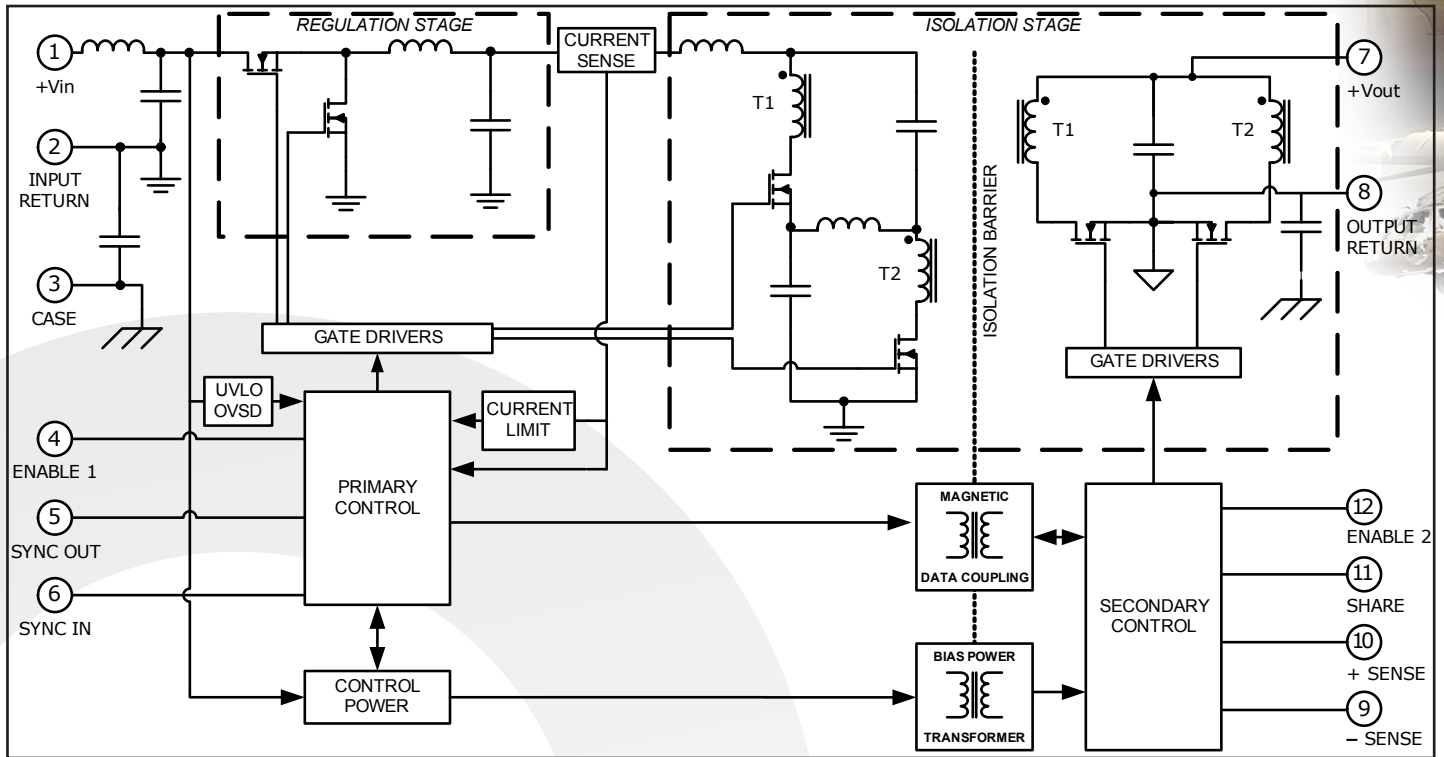 REGULATION STAGE
ISOLATION STAGE
1
+Vin
CURRENT
SENSE
7
+Vout
T1
T1
T2
2
INPUT
RETURN
8
OUTPUT
RETURN
ISOLATION BARRIER
T2
3
CASE
GATE DRIVERS
GATE DRIVERS
UVLO
OVSD
CURRENT
LIMIT
4
ENABLE 1
PRIMARY
CONTROL
5
SYNC OUT
6
SYNC IN
MAGNETIC
DATA COUPLING
12
ENABLE 2
11
SHARE
SECONDARY
CONTROL
10
+ SENSE
9
– SENSE
BIAS POWER
TRANSFORMER
CONTROL
POWER